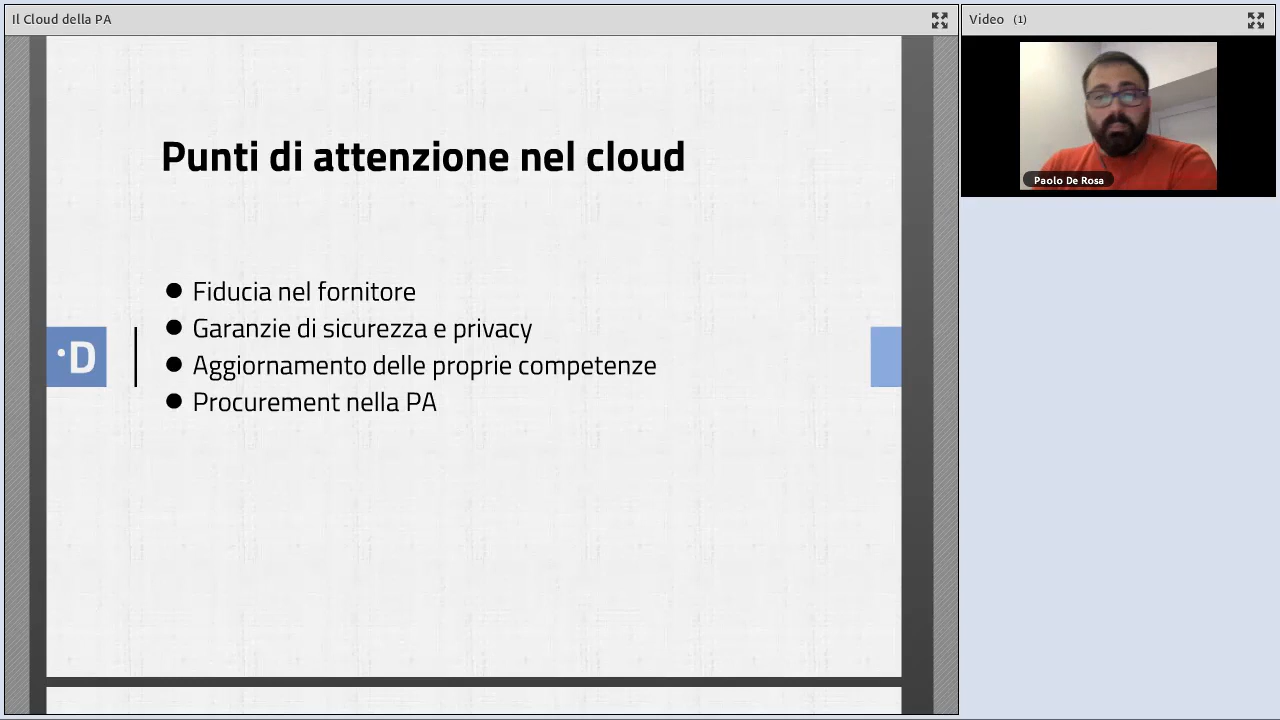 Il Cloud della PA
Video (1)
Punti di attenzione nel cloud
● Fiducia nel fornitore
● Garanzie di sicurezza e privacy
● Aggiornamento delle proprie competenze
● Procurement nella PA
·D
Paolo De Rosa